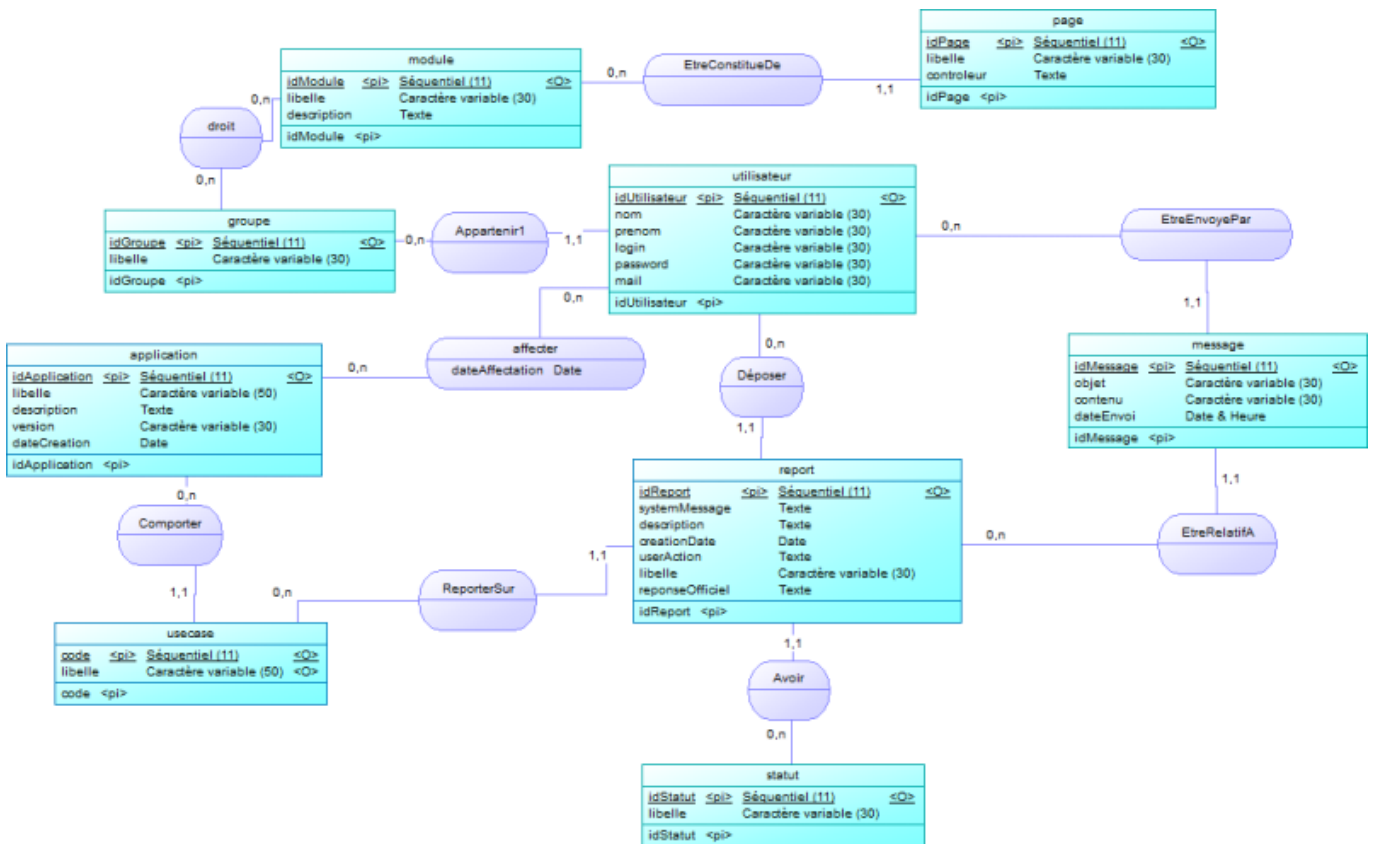 page
idPage <pi> Séquentiel (11) <O>
libelle Caractère variable (30)
controleur Texte
idPage <pi>
EtreConstitueDe
0,n
1,1
module
idModule <pi> Séquentiel (11) <O>
libelle Caractère variable (30)
description Texte
idModule <pi>
0,n
droit
0,n
groupe
idGroupe <pi> Séquentiel (11) <O>
libelle Caractère variable (30)
idGroupe <pi>
0,n
Appartenir1
1,1
utilisateur
idUtilisateur <pi> Séquentiel (11) <O>
nom Caractère variable (30)
prenom Caractère variable (30)
login Caractère variable (30)
password Caractère variable (30)
mail Caractère variable (30)
idUtilisateur <pi>
0,n
EtreEnvoyePar
1,1
0,n
affecter
dateAffectation Date
0,n
0,n
Déposer
1,1
application
idApplication <pi> Séquentiel (11) <O>
libelle Caractère variable (50)
description Texte
version Caractère variable (30)
dateCreation Date
idApplication <pi>
message
idMessage <pi> Séquentiel (11) <O>
objet Caractère variable (30)
contenu Caractère variable (30)
dateEnvoi Date & Heure
idMessage <pi>
1,1
EtreRelatifA
0,n
report
idReport <pi> Séquentiel (11) <O>
systemMessage Texte
description Texte
creationDate Date
userAction Texte
libelle Caractère variable (30)
reponseOfficiel Texte
idReport <pi>
0,n
Comporter
1,1
0,n
ReporterSur
1,1
usecase
code <pi> Séquentiel (11) <O>
libelle Caractère variable (50) <O>
code <pi>
1,1
Avoir
0,n
statut
idStatut <pi> Séquentiel (11) <O>
libelle Caractère variable (30)
idStatut <pi>